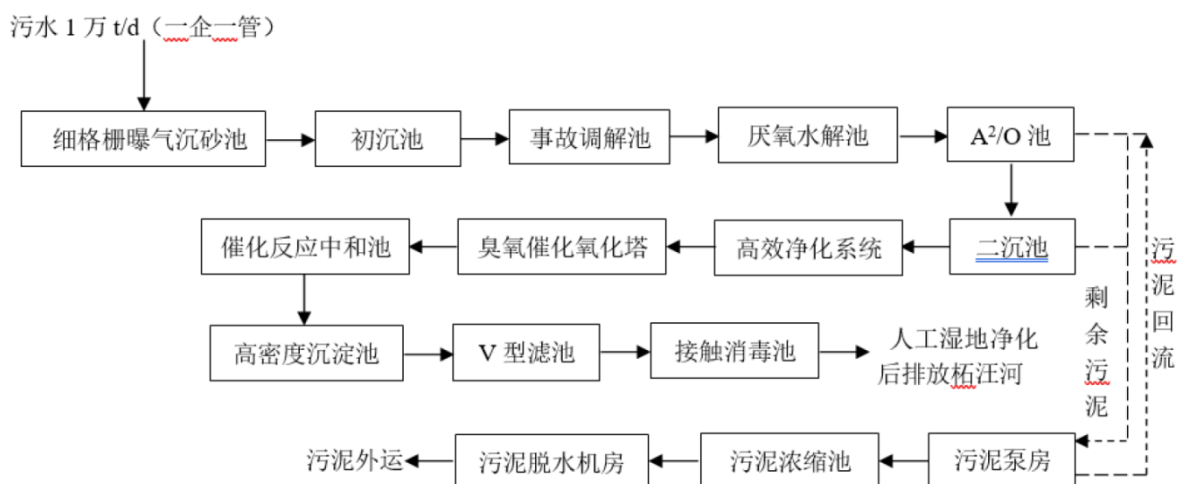 污水 1 万 t/d（一企一管）
细格栅曝气沉砂池
初沉池
事故调解池
厌氧水解池
A²/O 池
催化反应中和池
臭氧催化氧化塔
高效净化系统
二沉池
污泥回流
剩余污泥
高密度沉淀池
V 型滤池
接触消毒池
人工湿地净化
后排放柘汪河
污泥外运
污泥脱水机房
污泥浓缩池
污泥泵房